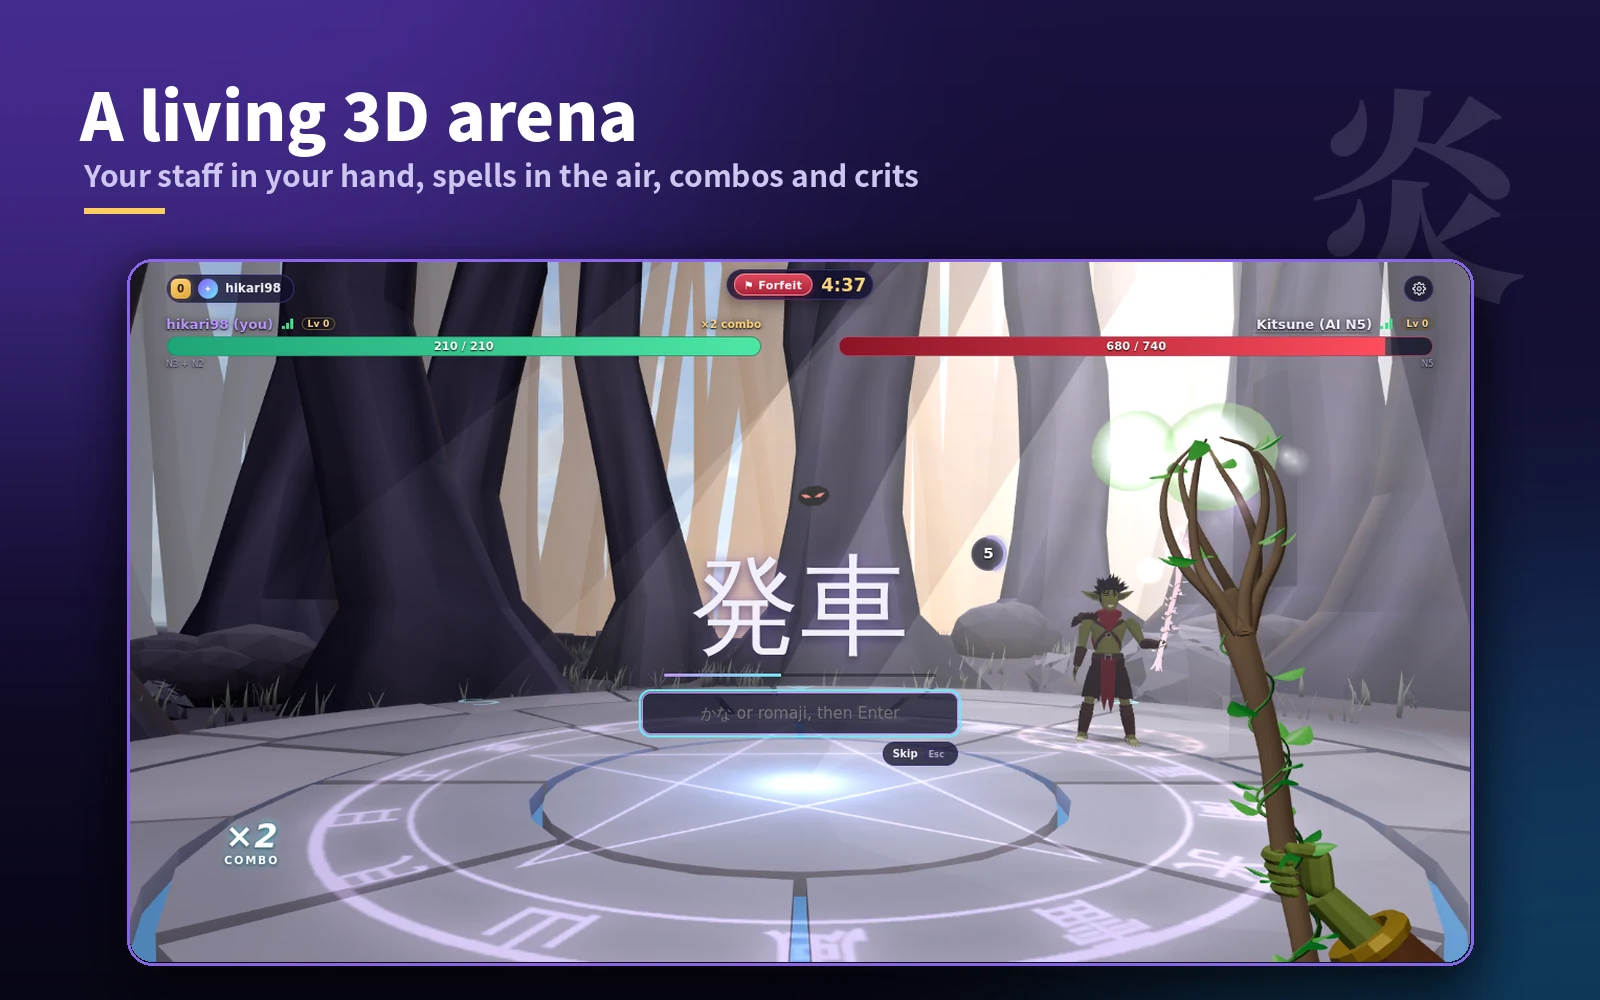 A living 3D arena
Your staff in your hand, spells in the air, combos and crits
炎
0 hikari98
Forfeit 4:37
hikari98 (you) Lv 0
×2 combo
Kitsune (AI N5) Lv 0
210 / 210
680 / 740
N3 + N2
N5
5
発車
かな or romaji, then Enter
Skip Esc
×2
COMBO
山
風